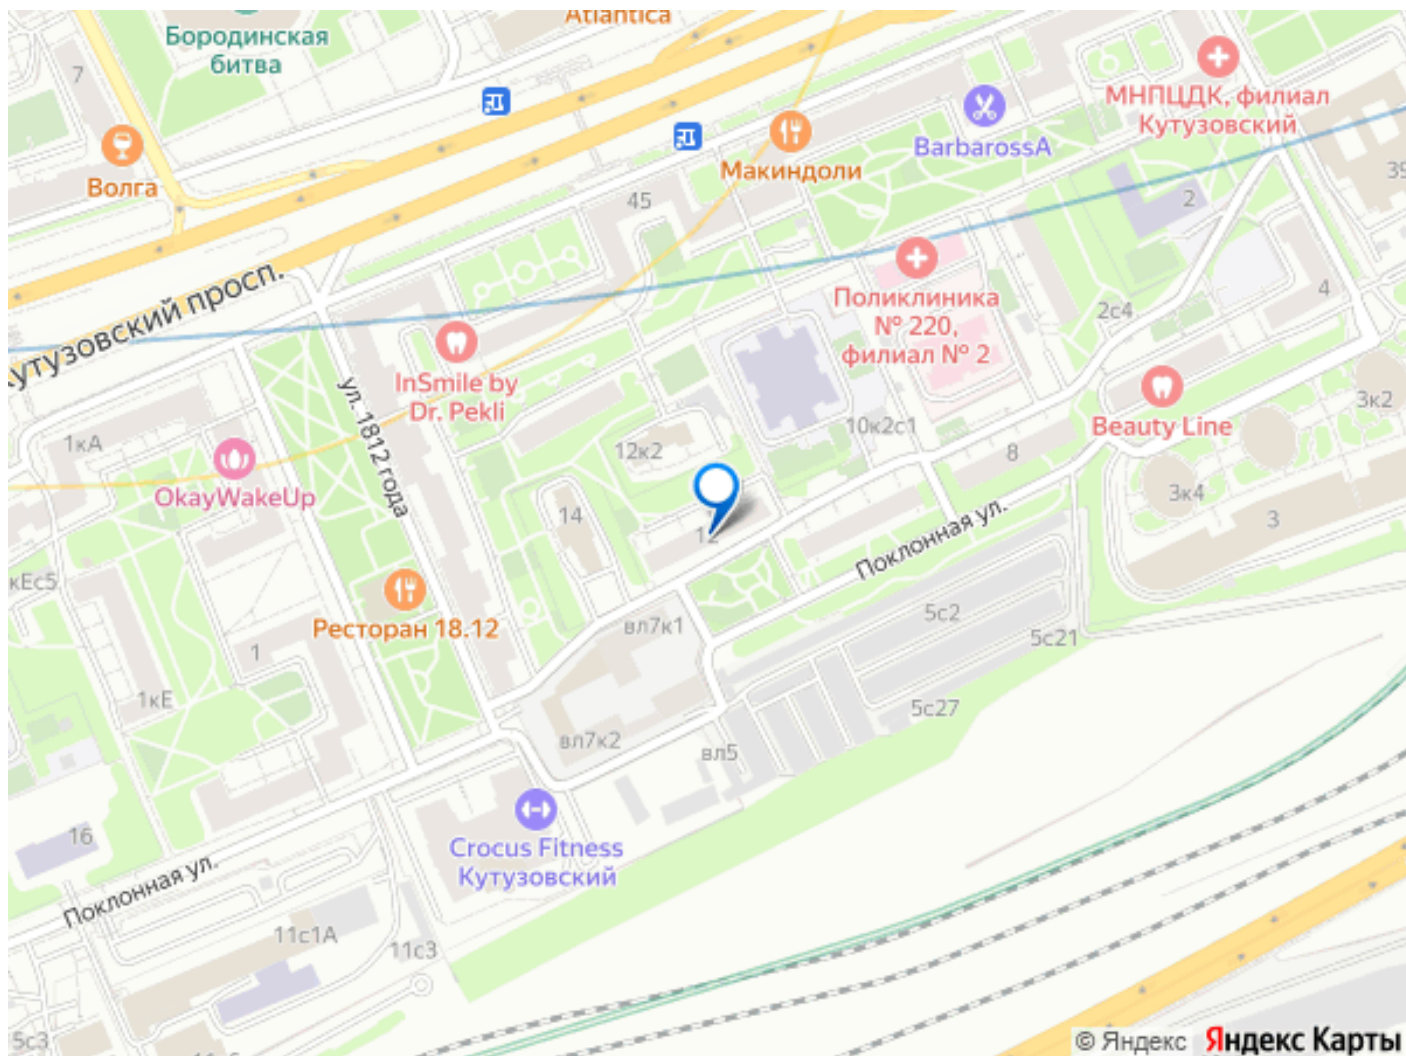 Atlantica
Бородинская
битва
7
МНПЦДК, филиал
Кутузовский
BarbarossA
Волга
Макиндоли
39
45
2
Кутузовский просп.
Поликлиника
№ 220,
филиал № 2
4
2с4
InSmile by
Dr. Pekli
ул. 1812 года
Beauty Line
3к2
1кА
12к2
10к2с1
8
OkayWakeUp
3к4
14
12
3
Поклонная ул.
кЕс5
Ресторан 18.12
вл7к1
5с2
5с21
1
1кЕ
5с27
вл7к2
вл5
16
Crocus Fitness
Кутузовский
Поклонная ул.
11с1А
11с3
5с3
© Яндекс Яндекс Карты